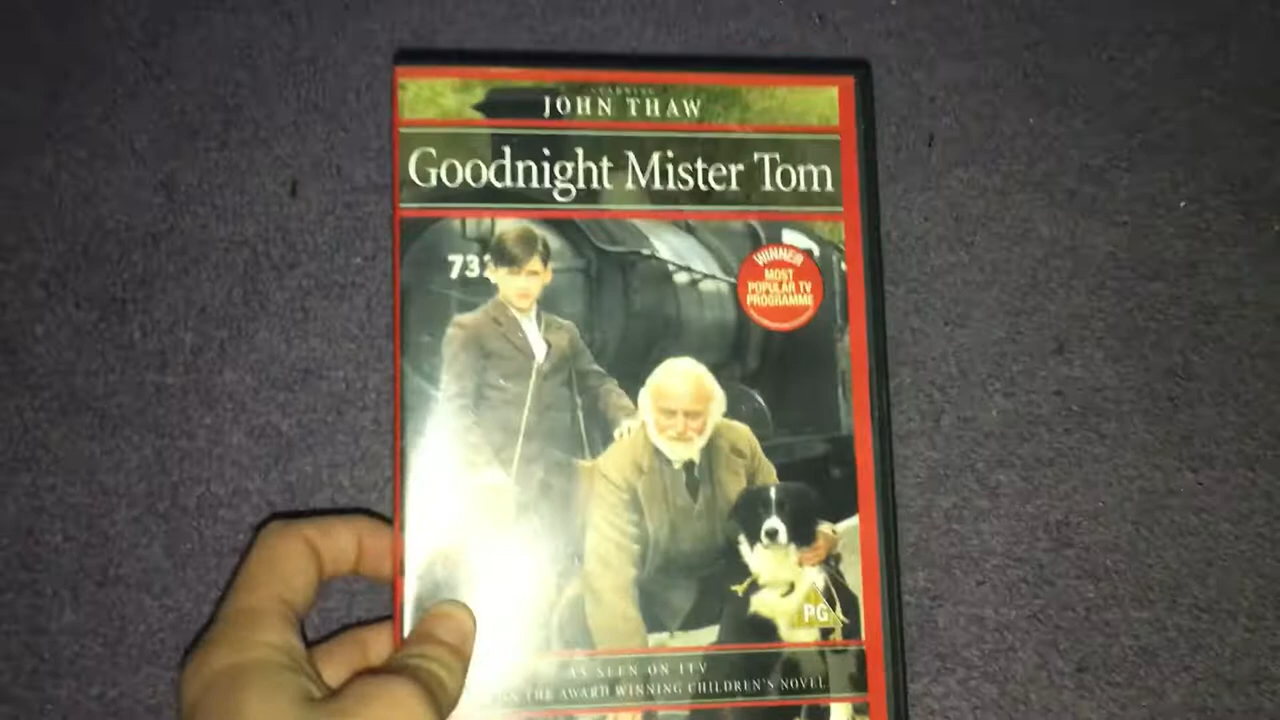 STARRING
JOHN THAW
Goodnight Mister Tom
WINNER
MOST
POPULAR TV
PROGRAMME
PG
AS SEEN ON ITV
THE AWARD WINNING CHILDREN'S NOVEL